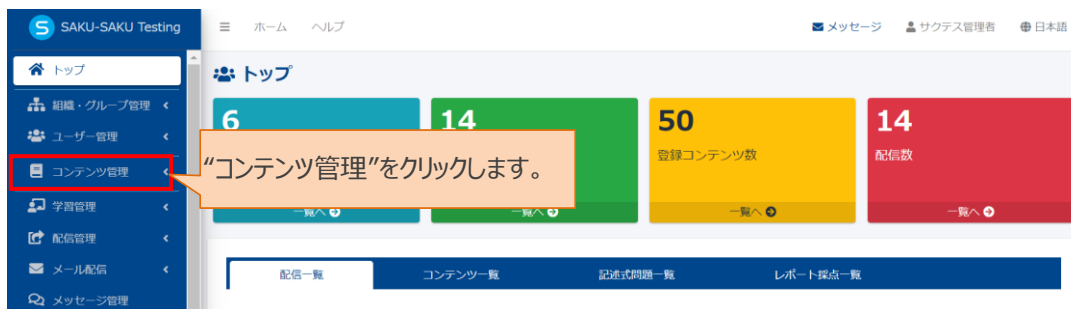 SAKU-SAKU Testing
ホーム ヘルプ
メッセージ サクテス管理者 日本語
トップ
トップ
組織・グループ管理
ユーザー管理
コンテンツ管理
学習管理
配信管理
メール配信
メッセージ管理
6
14
50
登録コンテンツ数
14
配信数
"コンテンツ管理"をクリックします。
一覧へ
一覧へ
一覧へ
一覧へ
配信一覧 コンテンツ一覧 記述式問題一覧 レポート採点一覧